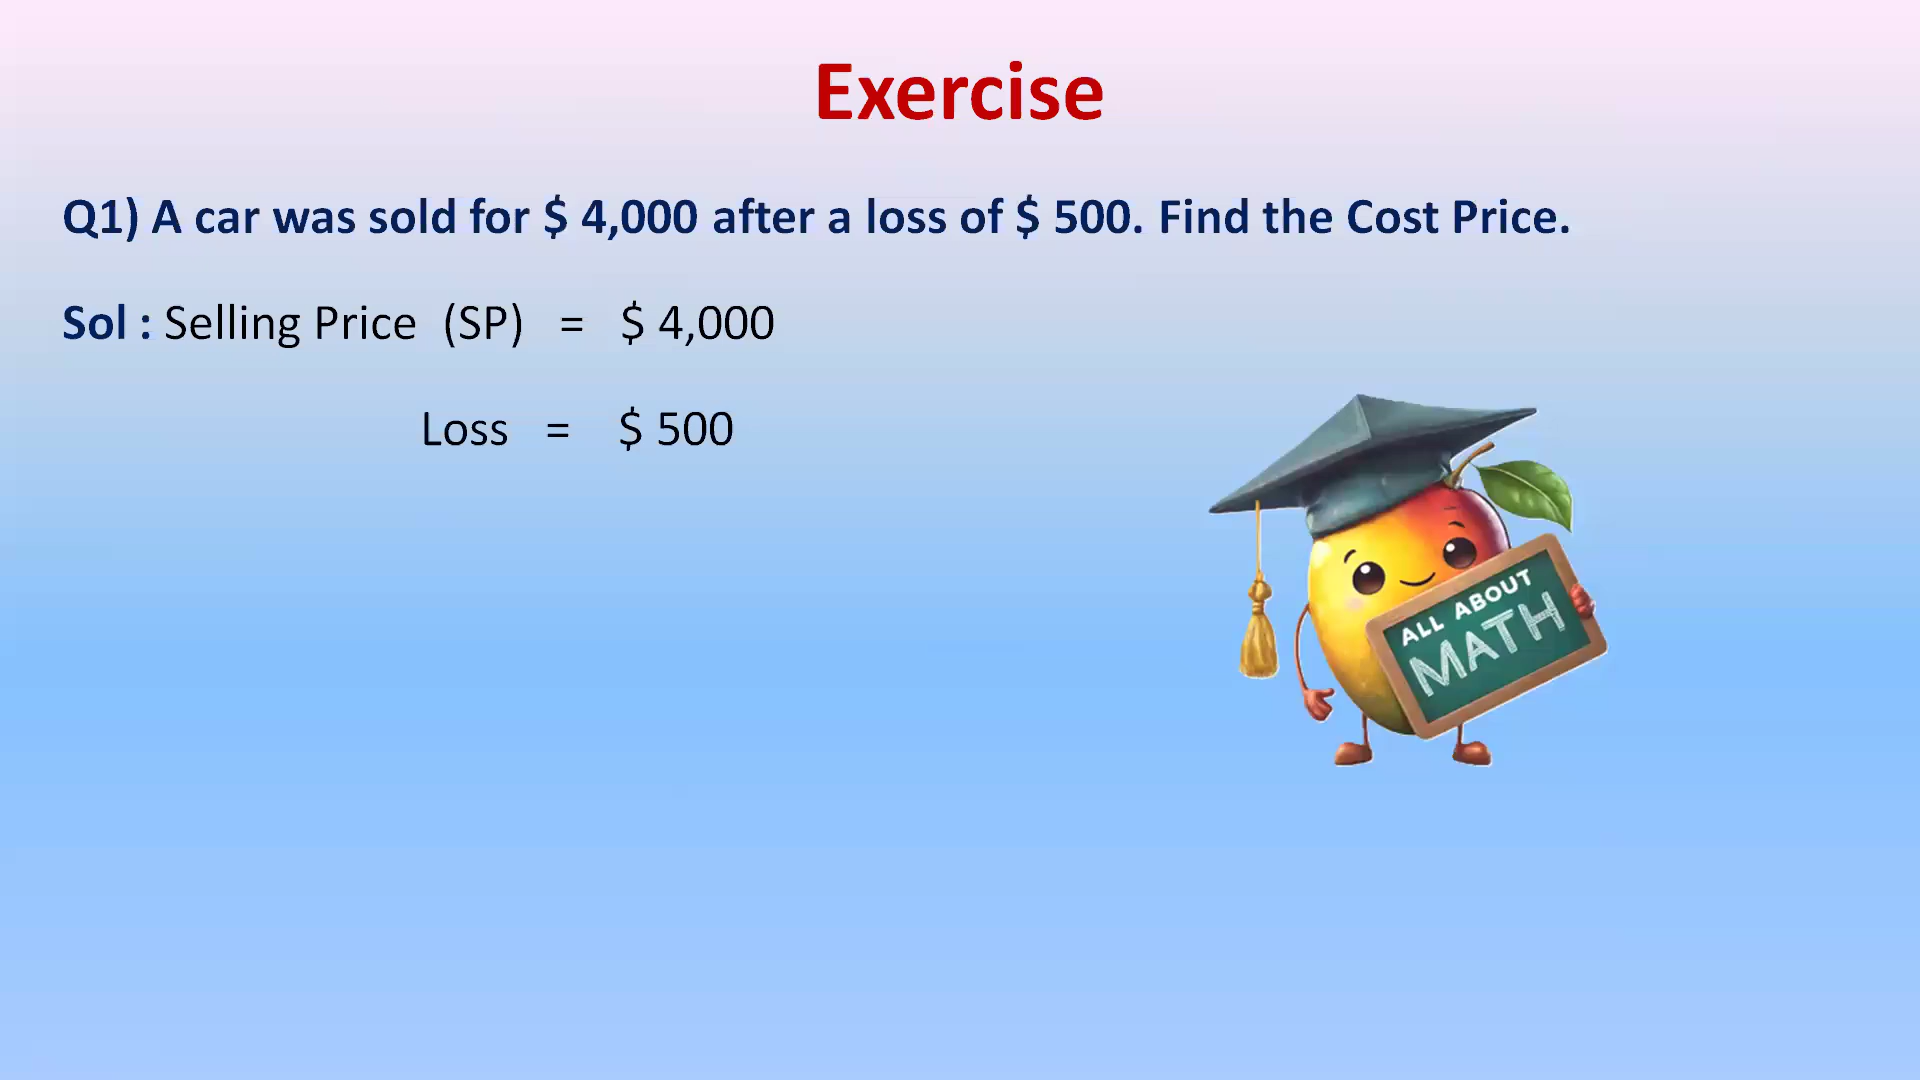 Exercise
Q1) A car was sold for $ 4,000 after a loss of $ 500. Find the Cost Price.
Sol : Selling Price (SP) = $ 4,000
Loss = $ 500
ALL ABOUT
MATH